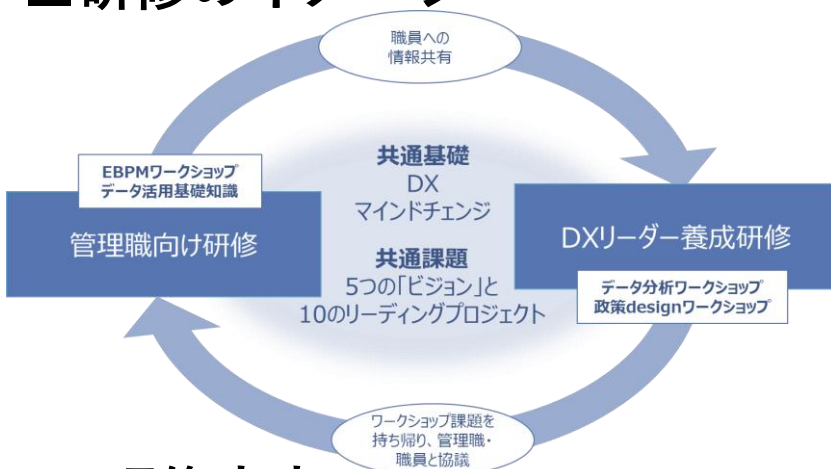 職員への
情報共有
EBPMワークショップ
データ活用基礎知識
管理職向け研修
共通基礎
DX
マインドチェンジ
共通課題
5つの「ビジョン」と
10のリーディングプロジェクト
DXリーダー養成研修
データ分析ワークショップ
政策designワークショップ
ワークショップ課題を
持ち帰り、管理職・
職員と協議